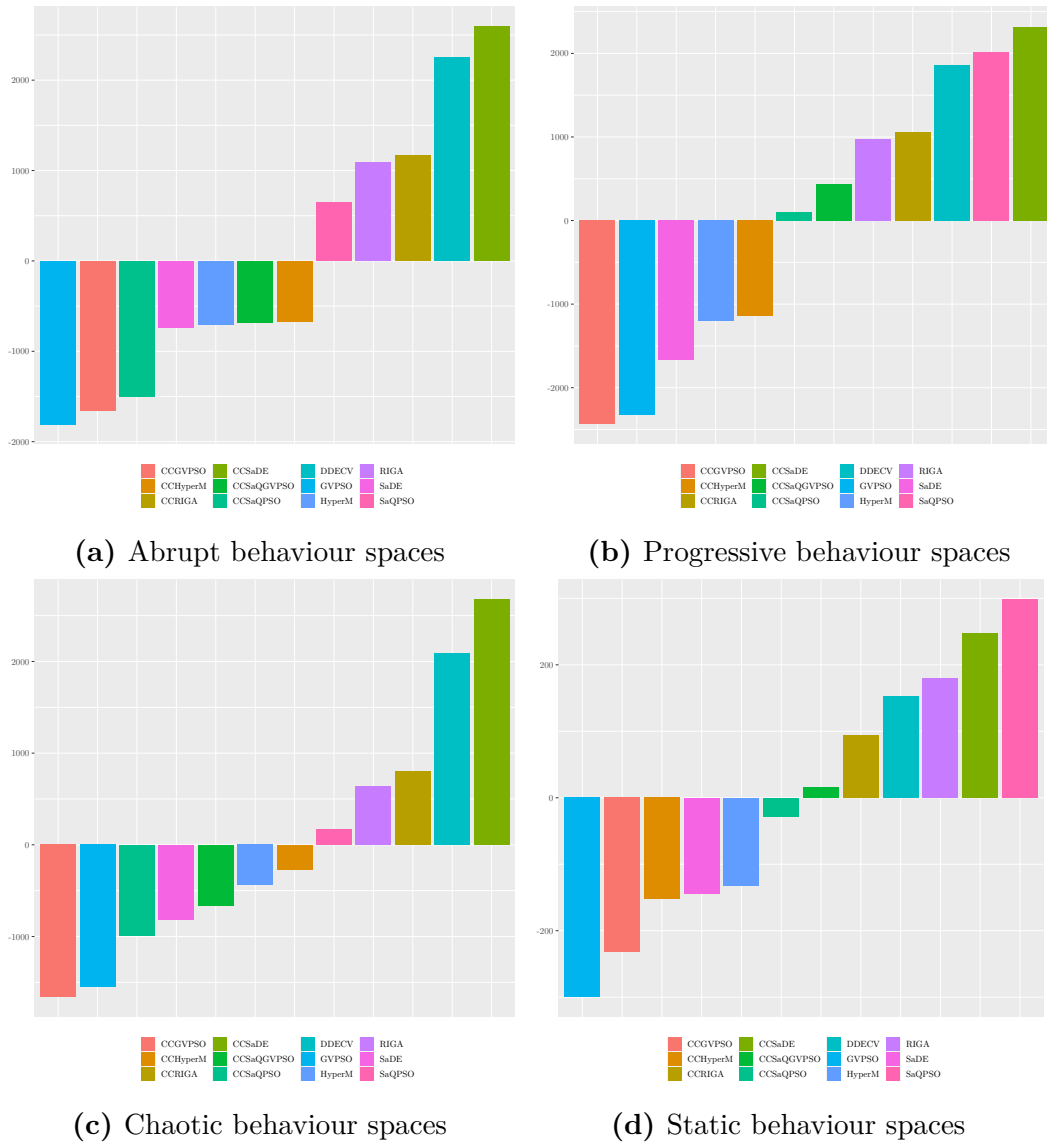 2000
1000
0
-1000
-2000
CCGVPSO CCSaDE DDECV RIGA
CCHyperM CCSaQGVPSO GVPSO SaDE
CCRIGA CCSaQPSO HyperM SaQPSO
(a) Abrupt behaviour spaces
2000
1000
0
-1000
-2000
CCGVPSO CCSaDE DDECV RIGA
CCHyperM CCSaQGVPSO GVPSO SaDE
CCRIGA CCSaQPSO HyperM SaQPSO
(b) Progressive behaviour spaces
2000
1000
0
-1000
CCGVPSO CCSaDE DDECV RIGA
CCHyperM CCSaQGVPSO GVPSO SaDE
CCRIGA CCSaQPSO HyperM SaQPSO
(c) Chaotic behaviour spaces
200
0
-200
CCGVPSO CCSaDE DDECV RIGA
CCHyperM CCSaQGVPSO GVPSO SaDE
CCRIGA CCSaQPSO HyperM SaQPSO
(d) Static behaviour spaces